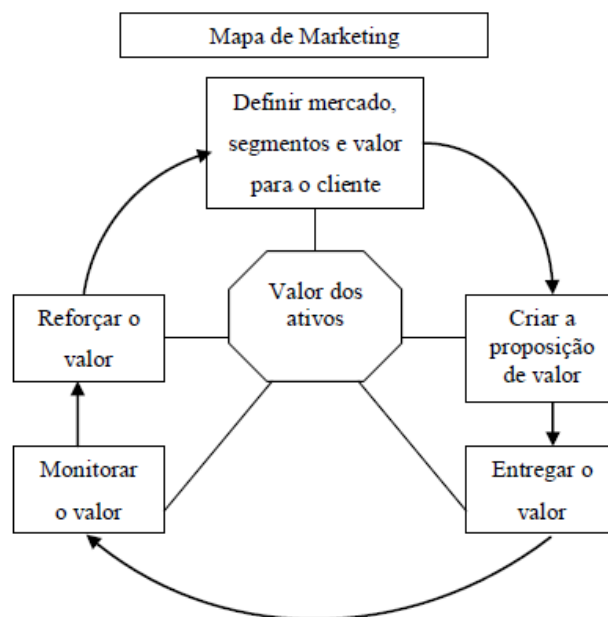 Mapa de Marketing
Definir mercado,
segmentos e valor
para o cliente
Valor dos
ativos
Reforçar o
valor
Criar a
proposição
de valor
Monitorar
o valor
Entregar o
valor